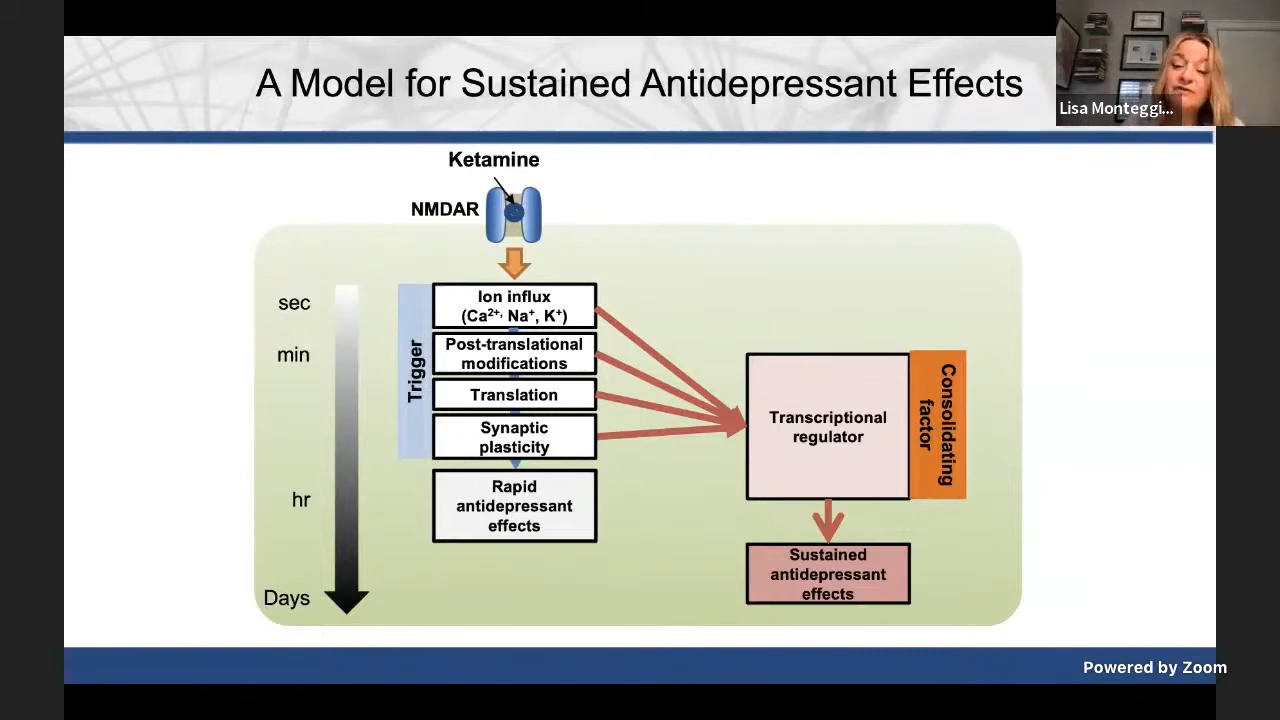 A Model for Sustained Antidepressant Effects
Lisa Monteggi...
Ketamine
NMDAR
sec
min
hr
Days
Trigger
Ion influx
(Ca²⁺, Na⁺, K⁺)
Post-translational
modifications
Translation
Synaptic
plasticity
Rapid
antidepressant
effects
Transcriptional
regulator
Consolidating
factor
Sustained
antidepressant
effects
Powered by Zoom